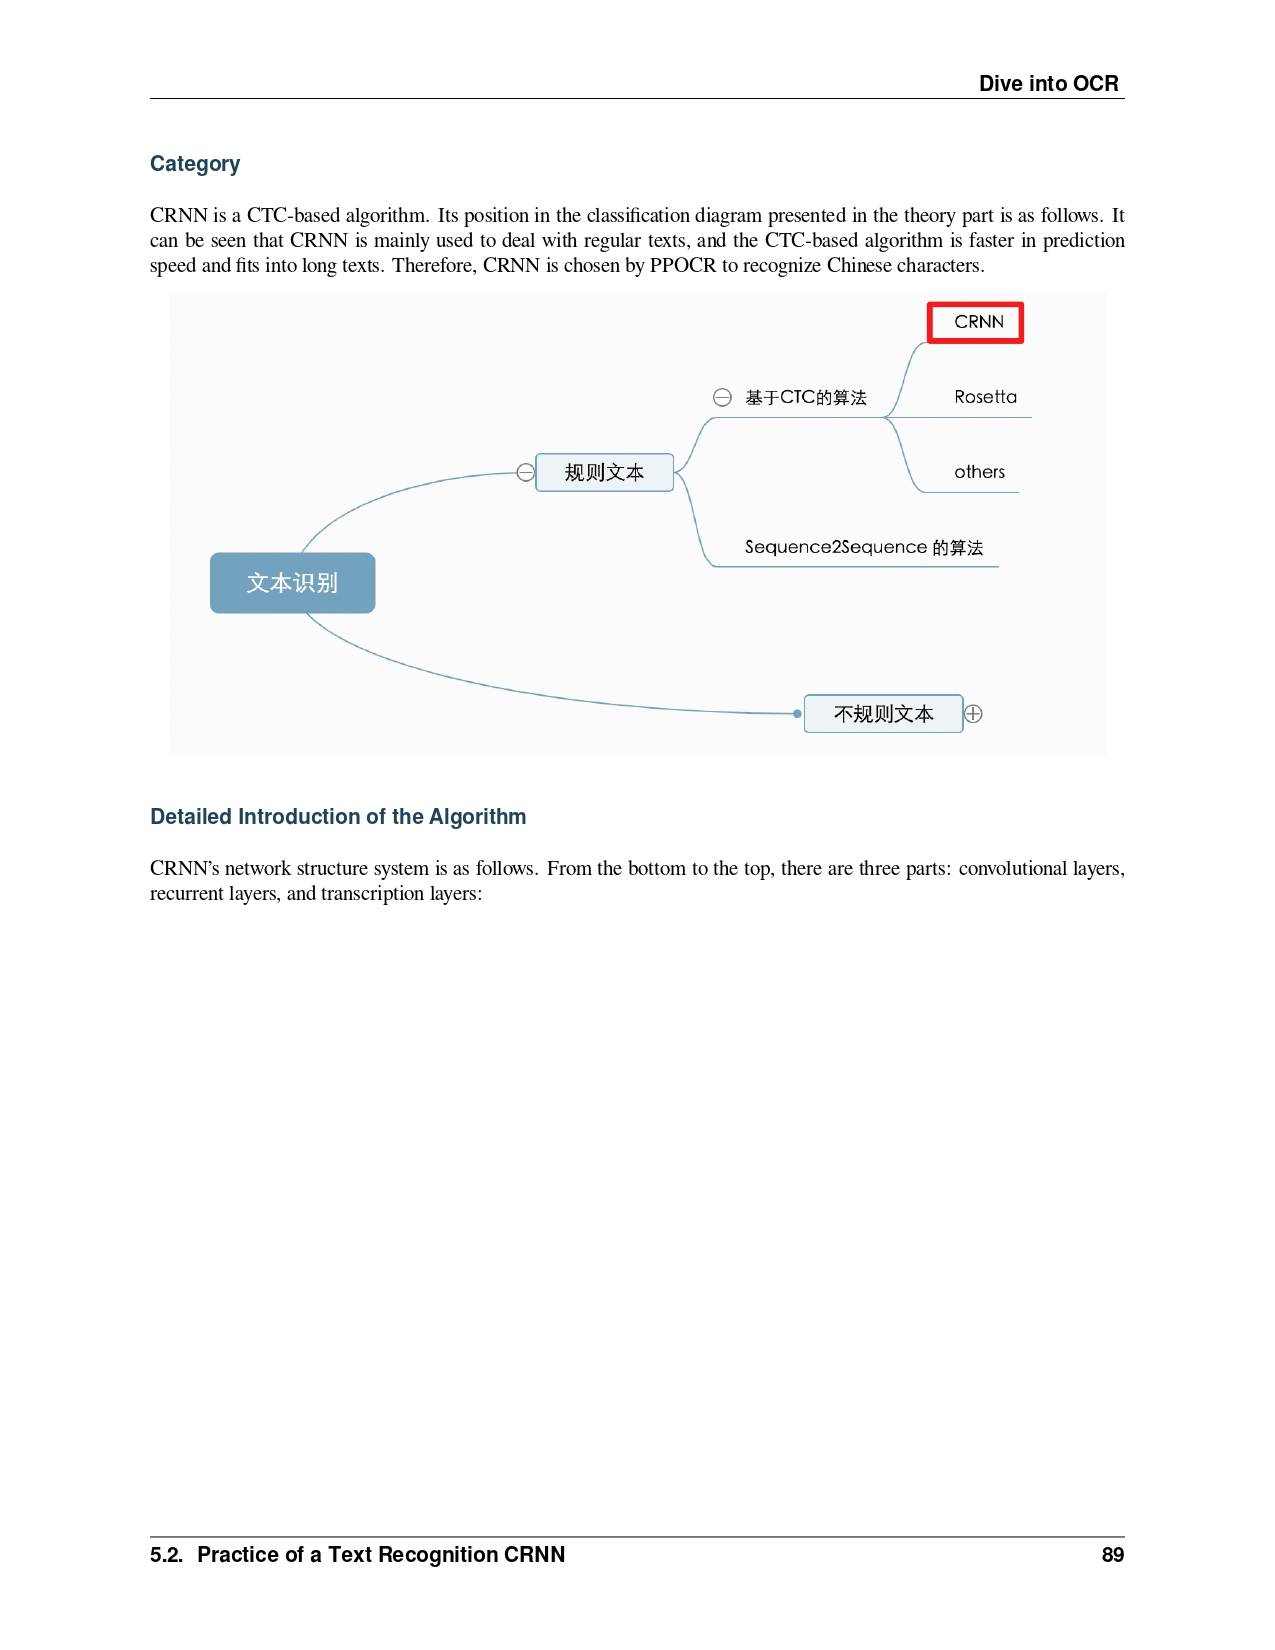 Dive into OCR
Category
CRNN is a CTC-based algorithm. Its position in the classification diagram presented in the theory part is as follows. It
can be seen that CRNN is mainly used to deal with regular texts, and the CTC-based algorithm is faster in prediction
speed and fits into long texts. Therefore, CRNN is chosen by PPOCR to recognize Chinese characters.
CRNN
基于CTC的算法
Rosetta
规则文本
others
Sequence2Sequence 的算法
文本识别
不规则文本
Detailed Introduction of the Algorithm
CRNN’s network structure system is as follows. From the bottom to the top, there are three parts: convolutional layers,
recurrent layers, and transcription layers:
5.2. Practice of a Text Recognition CRNN
89